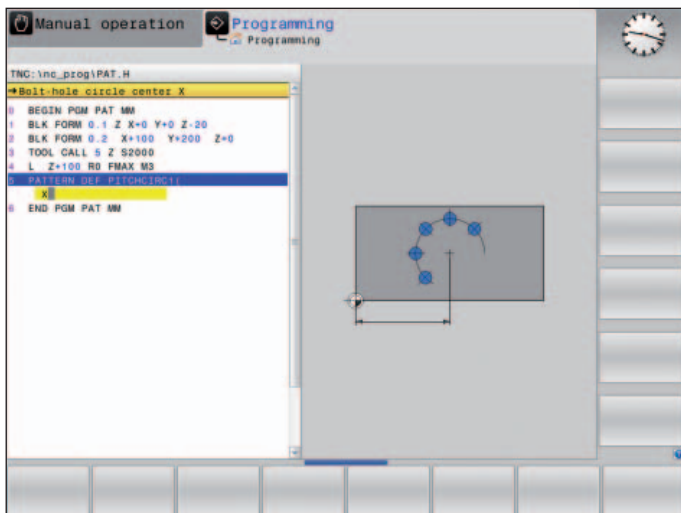 Manual operation
Programming
Programming
TNC:\nc_prog\PAT.H
→Bolt-hole circle center X
0 BEGIN PGM PAT MM
1 BLK FORM 0.1 Z X+0 Y+0 Z-20
2 BLK FORM 0.2 X+100 Y+200 Z+0
3 TOOL CALL 5 Z S2000
4 L Z+100 R0 FMAX M3
5 PATTERN DEF PITCHCIRC1(
X
6 END PGM PAT MM